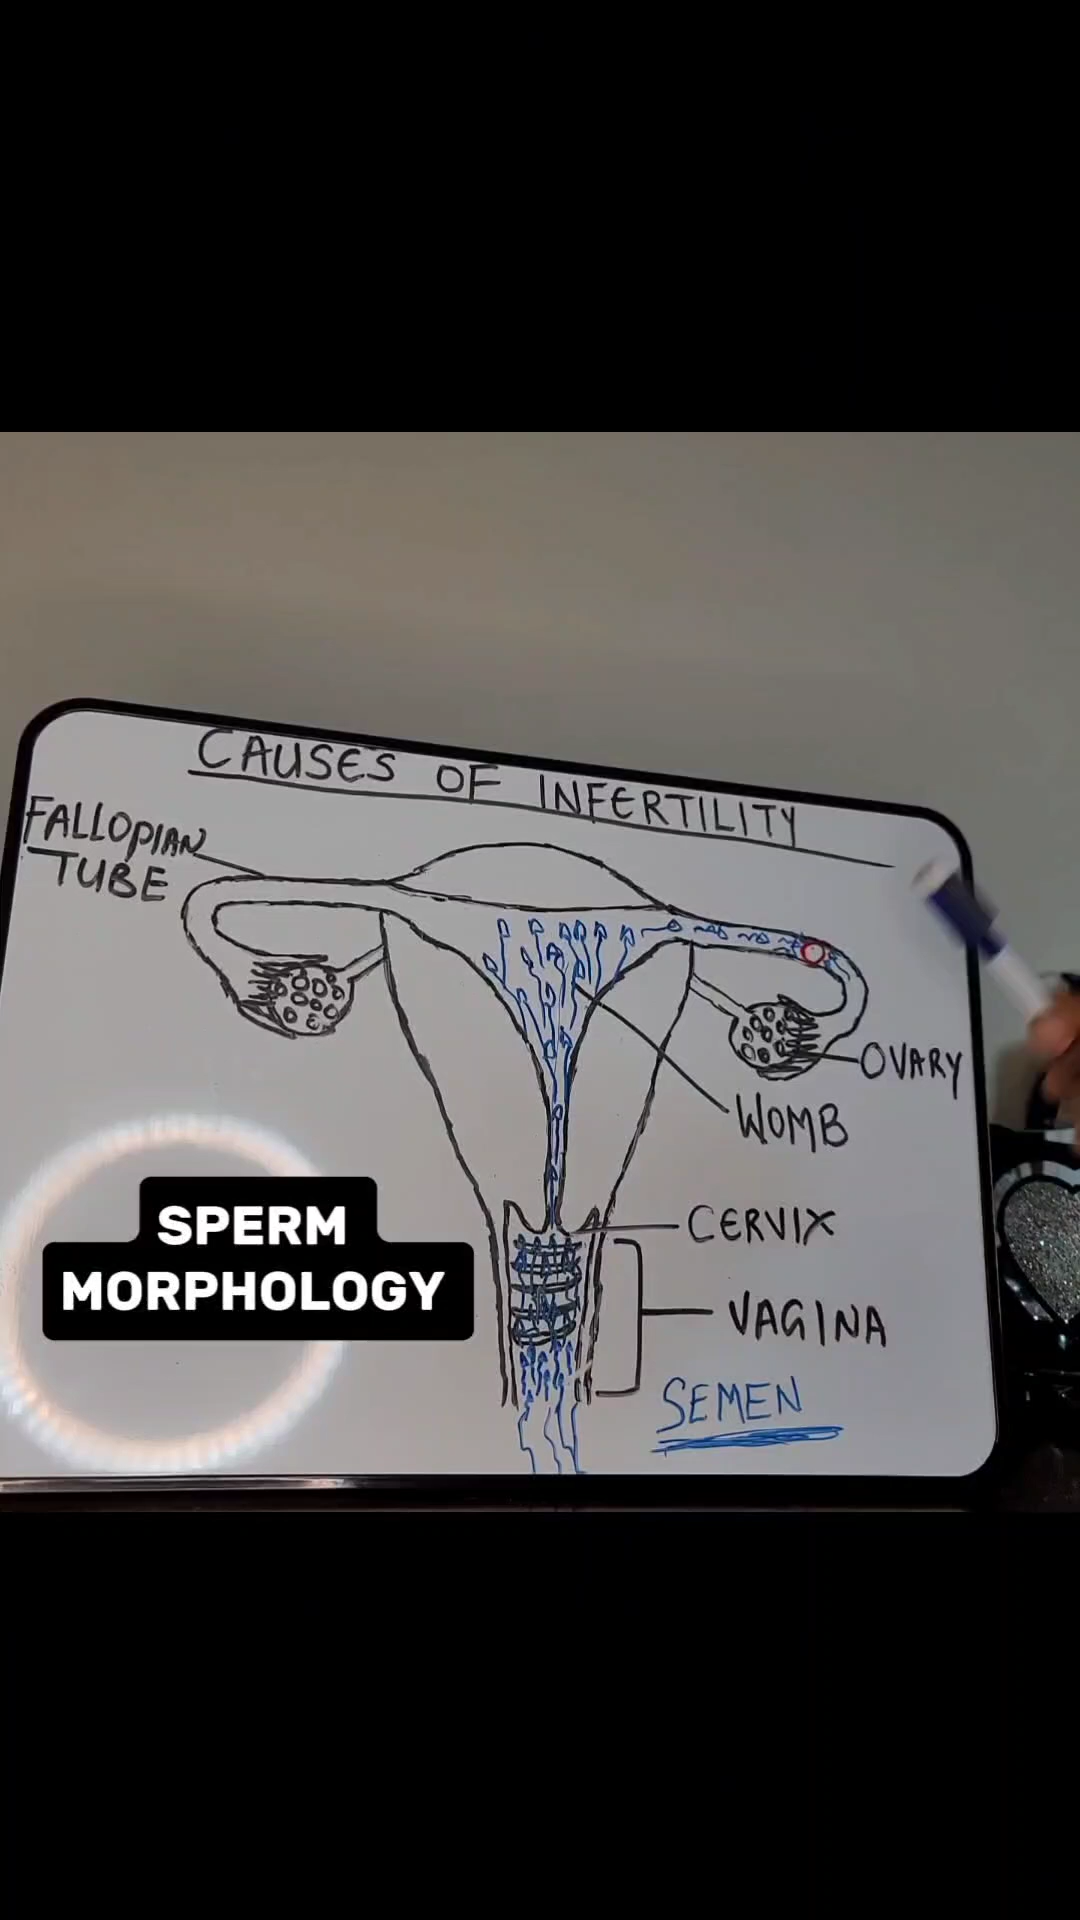 CAUSES OF INFERTILITY
FALLOPIAN
TUBE
OVARY
WOMB
CERVIX
VAGINA
SEMEN
SPERM
MORPHOLOGY